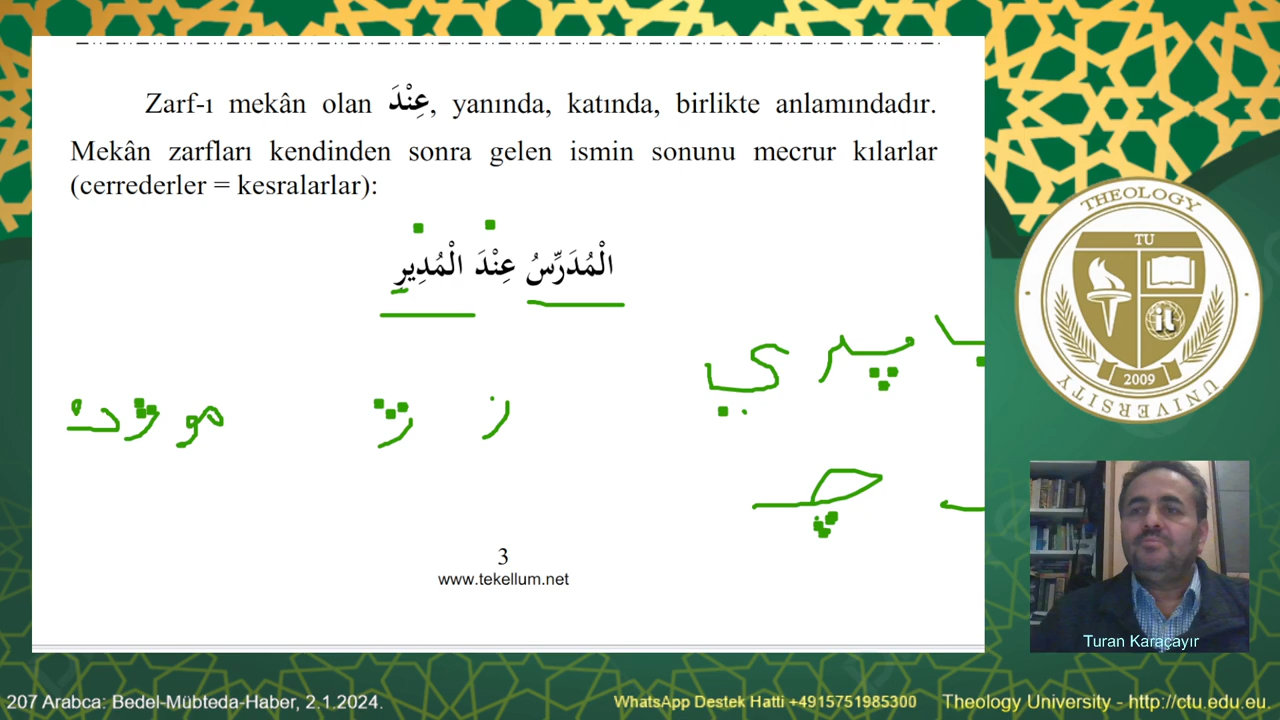 Zarf-ı mekân olan عِنْدَ, yanında, katında, birlikte anlamındadır.
Mekân zarfları kendinden sonra gelen ismin sonunu mecrur kılarlar
(cerrederler = kesralarlar):
الْمُدَرِّسُ عِنْدَ الْمُدِيرِ
3
www.tekellum.net
THEOLOGY
TU
2009
UNIVERSITY
Turan Karaçayır
207 Arabca: Bedel-Mübteda-Haber, 2.1.2024.
WhatsApp Destek Hatti +4915751985300
Theology University - http://ctu.edu.eu.